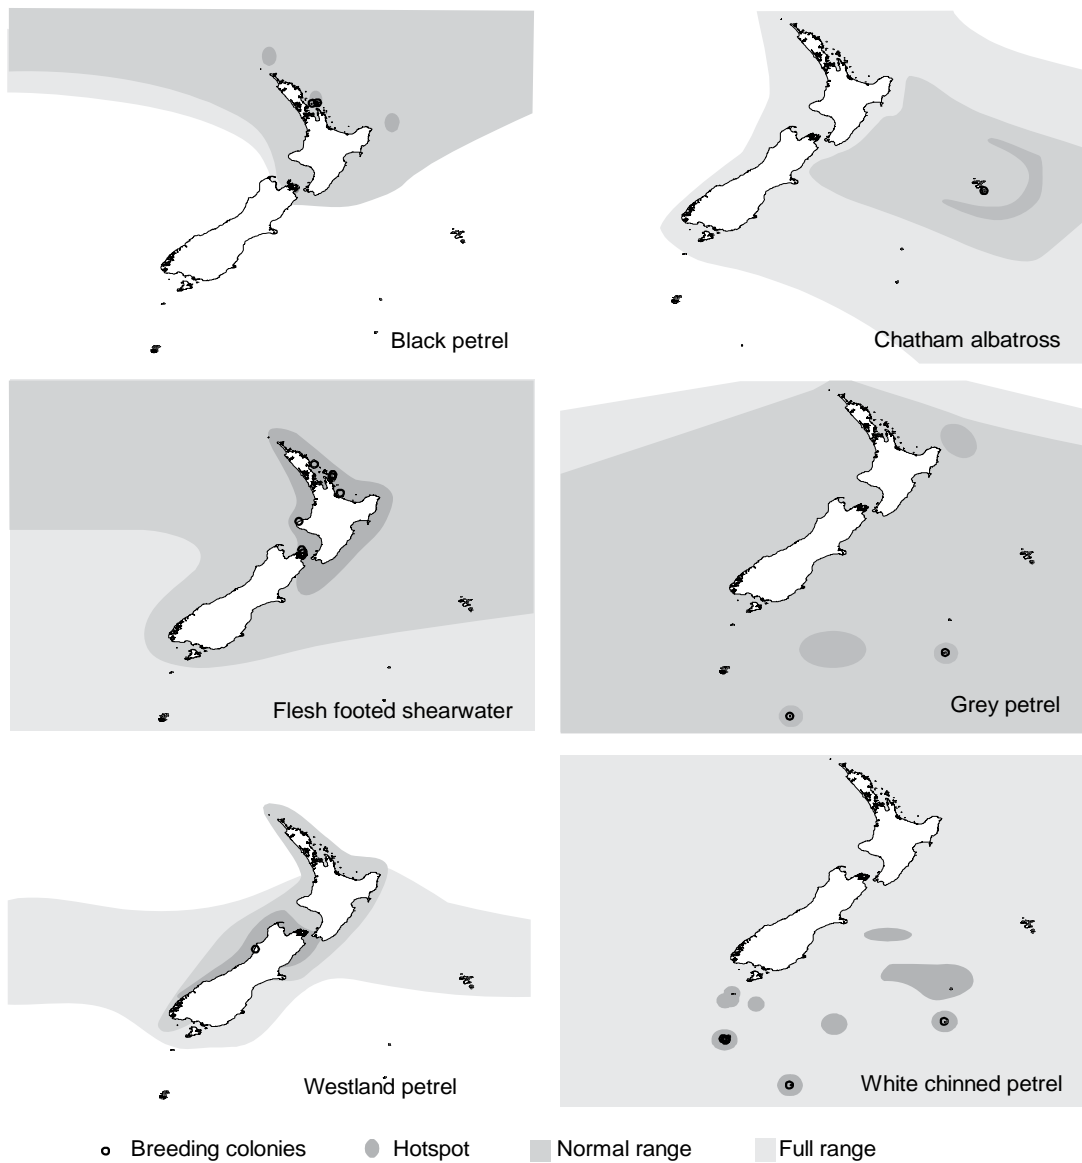 Black petrel
Chatham albatross
Flesh footed shearwater
Grey petrel
Westland petrel
White chinned petrel
Breeding colonies
Hotspot
Normal range
Full range